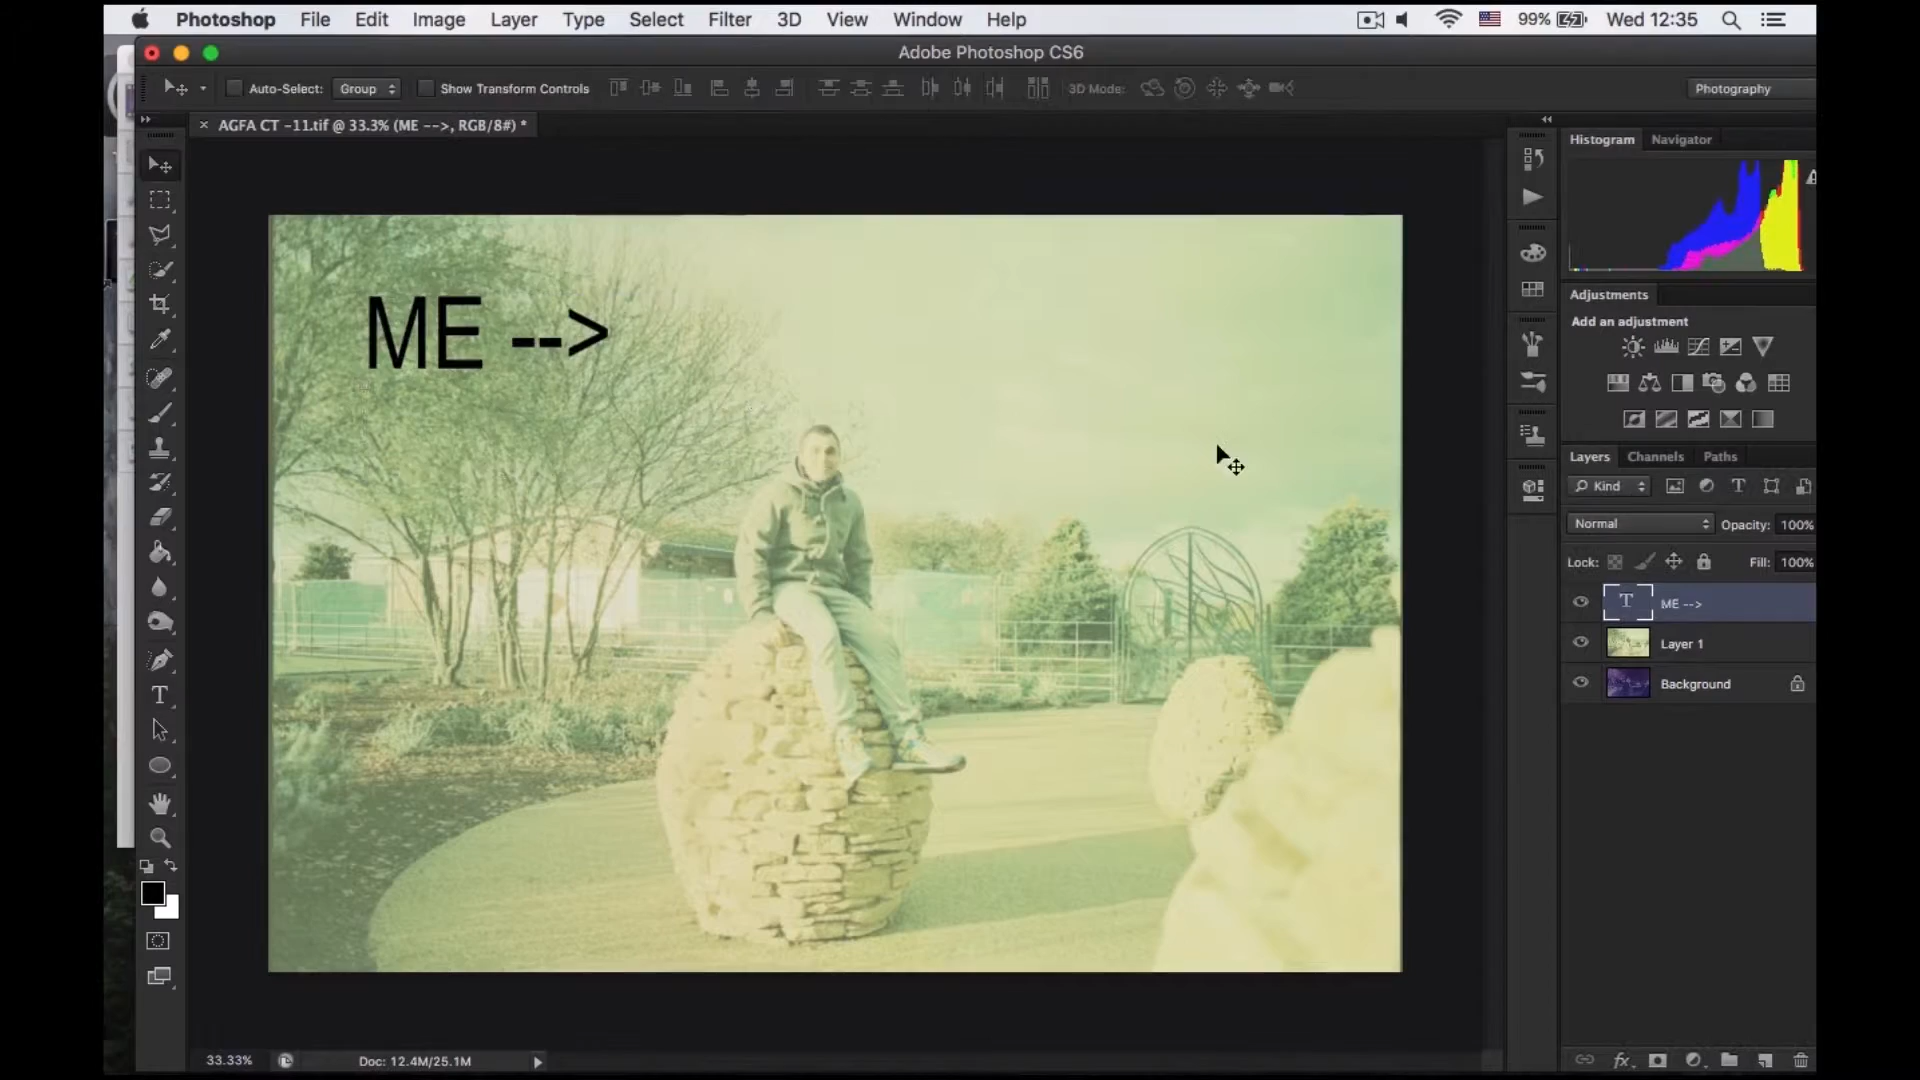 Photoshop File Edit Image Layer Type Select Filter 3D View Window Help 99% Wed 12:35
Adobe Photoshop CS6
Auto-Select: Group Show Transform Controls 3D Mode: Photography
AGFA CT -11.tif @ 33.3% (ME -->, RGB/8#) *
Histogram Navigator
ME -->
Adjustments
Add an adjustment
Layers Channels Paths
Kind
Normal Opacity: 100%
Lock: Fill: 100%
T ME -->
Layer 1
Background
33.33% Doc: 12.4M/25.1M